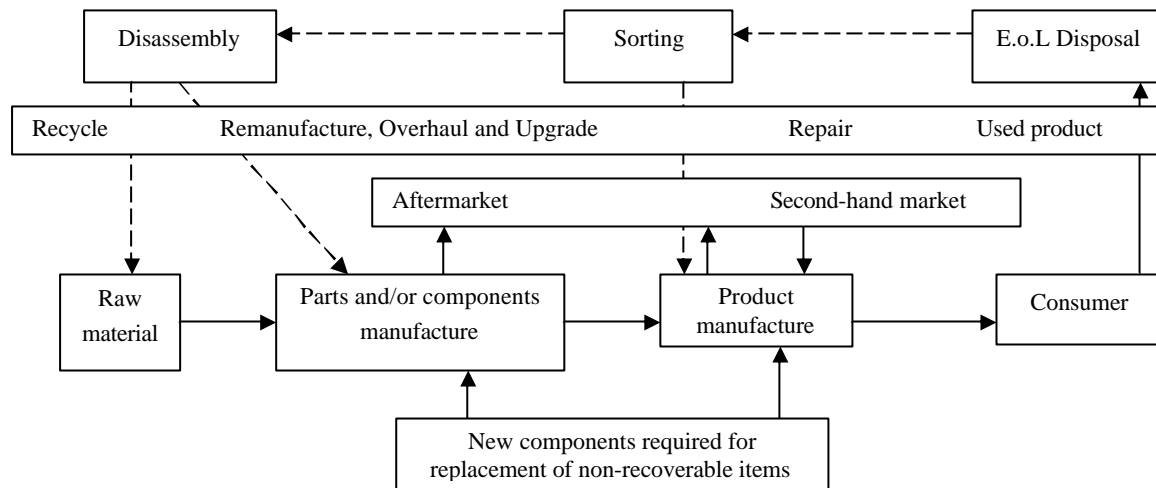 Disassembly
Sorting
E.o.L Disposal
Recycle
Remanufacture, Overhaul and Upgrade
Repair
Used product
Aftermarket
Second-hand market
Raw
material
Parts and/or components
manufacture
Product
manufacture
Consumer
New components required for
replacement of non-recoverable items